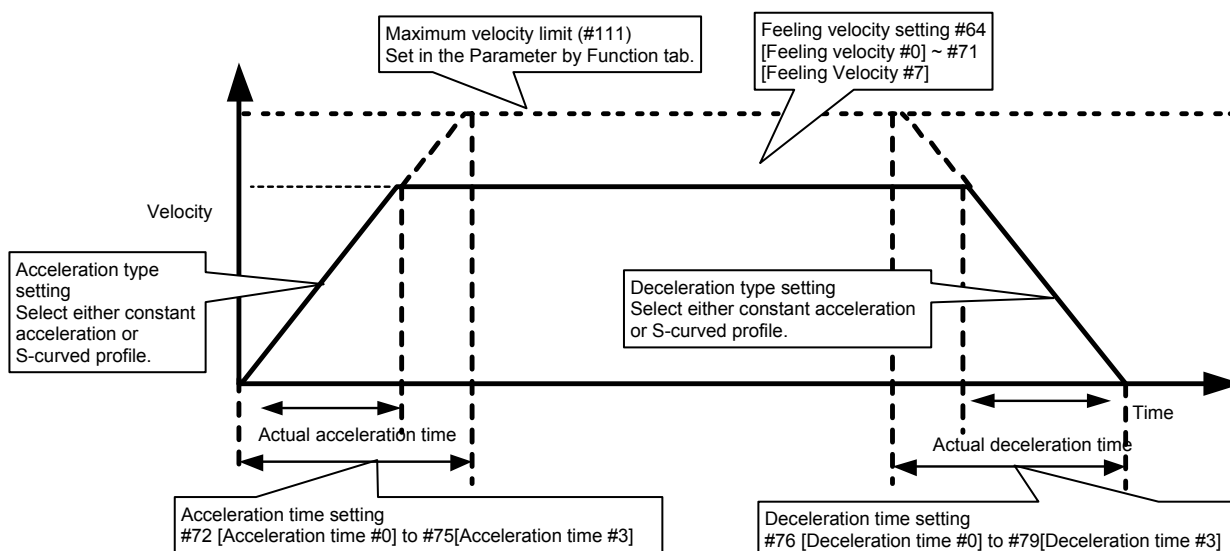 Maximum velocity limit (#111)
Set in the Parameter by Function tab.
Feeling velocity setting #64
[Feeling velocity #0] ~ #71
[Feeling Velocity #7]
Velocity
Acceleration type
setting
Select either constant
acceleration or
S-curved profile.
Deceleration type setting
Select either constant acceleration
or S-curved profile.
Time
Actual acceleration time
Actual deceleration time
Acceleration time setting
#72 [Acceleration time #0] to #75[Acceleration time #3]
Deceleration time setting
#76 [Deceleration time #0] to #79[Deceleration time #3]